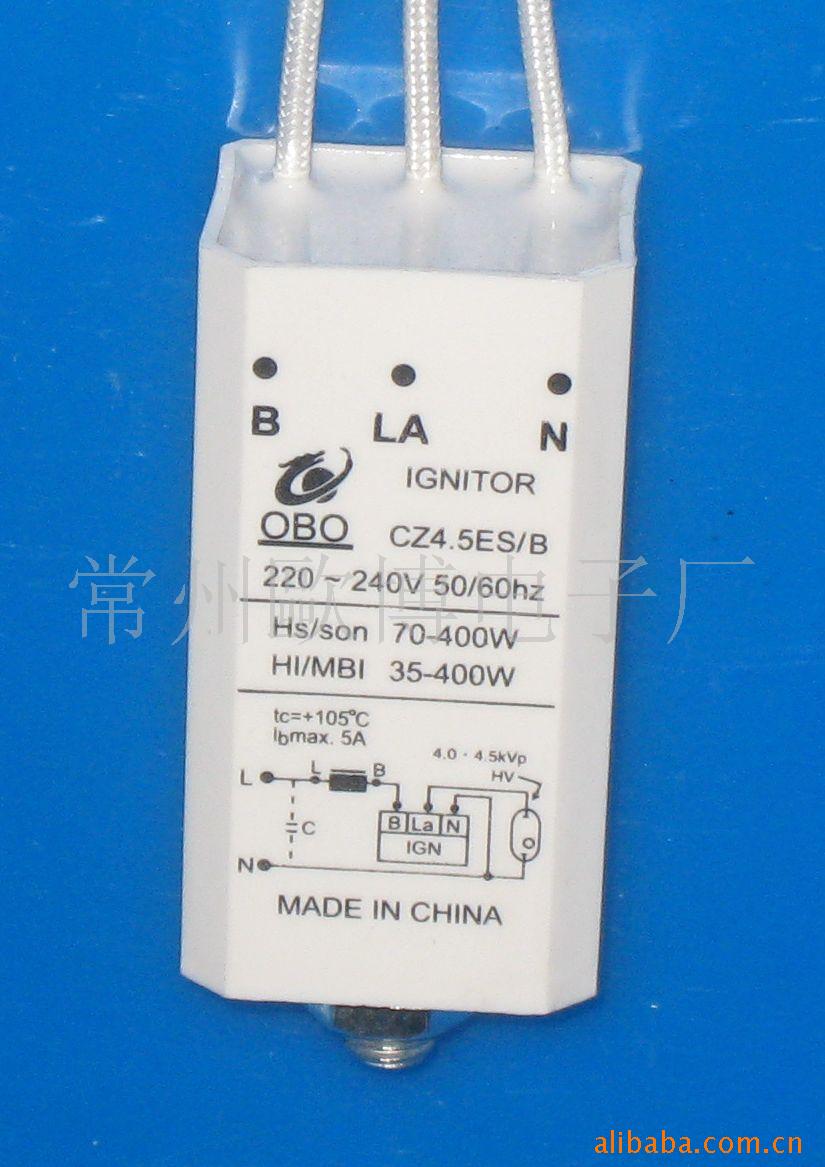 B LA N
IGNITOR
OBO CZ4.5ES/B
220 ~ 240V 50/60hz
常州歐博电子厂
Hs/son 70-400W
HI/MBI 35-400W
tc=+105°C
Ibmax. 5A
4.0 - 4.5kVp
HV
L L B
B La N
C
IGN
N
MADE IN CHINA
alibaba.com.cn